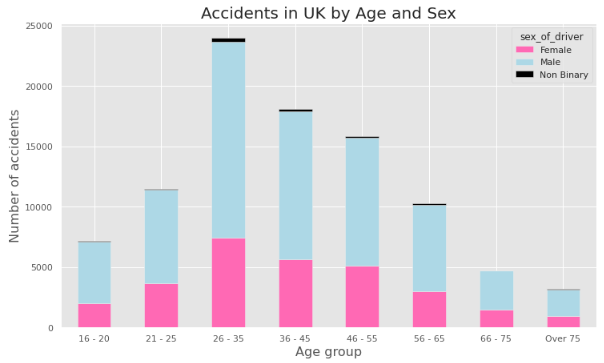 Accidents in UK by Age and Sex
Number of accidents
25000
20000
15000
10000
5000
0
sex_of_driver
Female
Male
Non Binary
16 - 20 21 - 25 26 - 35 36 - 45 46 - 55 56 - 65 66 - 75 Over 75
Age group